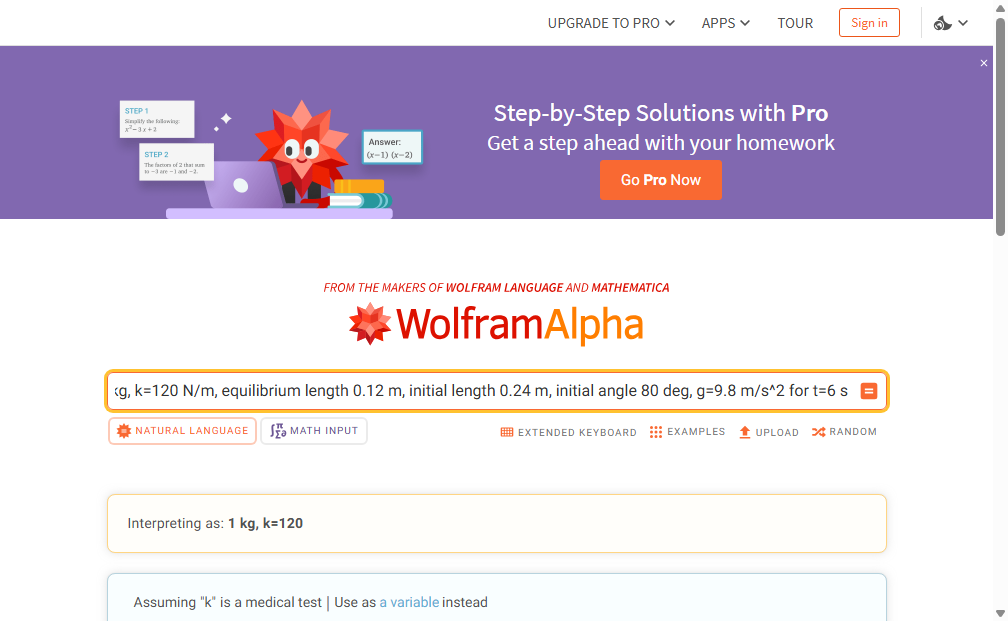 UPGRADE TO PRO APPS TOUR Sign in
×
Step-by-Step Solutions with Pro
Get a step ahead with your homework
Go Pro Now
STEP 1
Simplify the following:
x²−3 x + 2
STEP 2
The factors of 2 that sum
to −3 are −1 and −2.
Answer:
(x−1) (x−2)
FROM THE MAKERS OF WOLFRAM LANGUAGE AND MATHEMATICA
WolframAlpha
kg, k=120 N/m, equilibrium length 0.12 m, initial length 0.24 m, initial angle 80 deg, g=9.8 m/s^2 for t=6 s
NATURAL LANGUAGE MATH INPUT EXTENDED KEYBOARD EXAMPLES UPLOAD RANDOM
Interpreting as: 1 kg, k=120
Assuming "k" is a medical test | Use as a variable instead